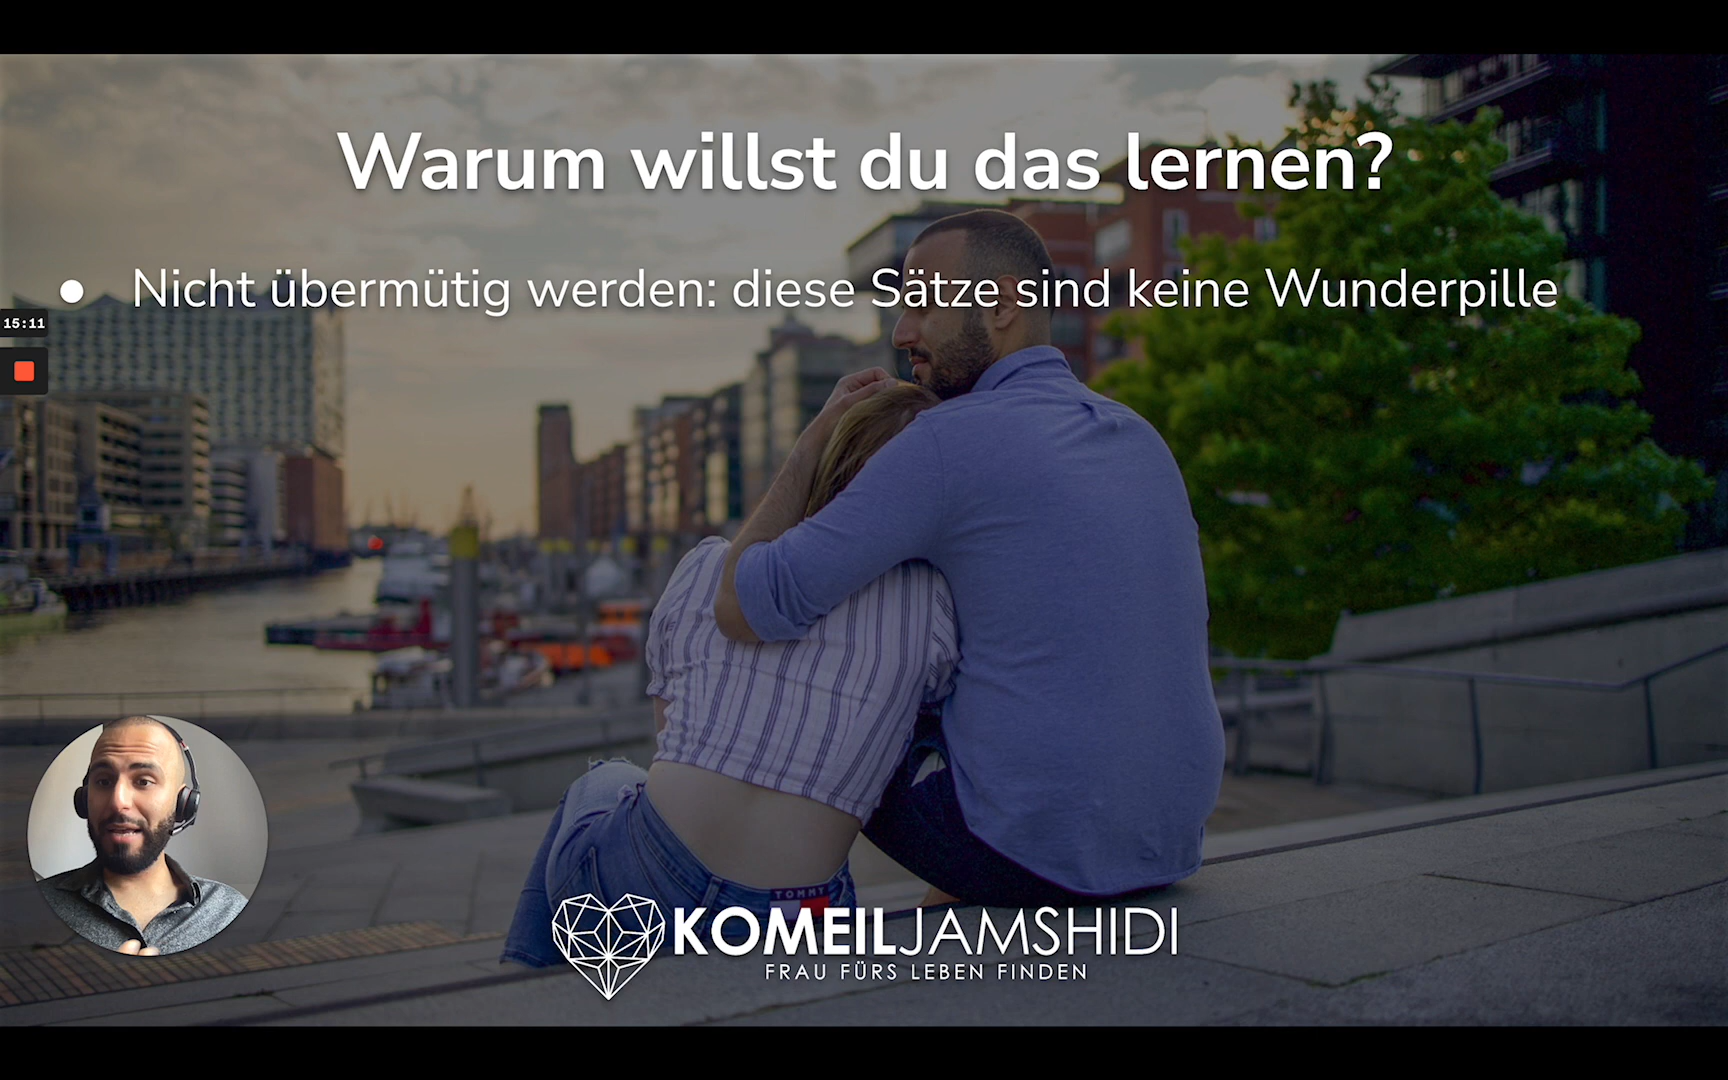 Warum willst du das lernen?
● Nicht übermütig werden: diese Sätze sind keine Wunderpille
15:11
TOMMY
KOMEILJAMSHIDI
FRAU FÜRS LEBEN FINDEN